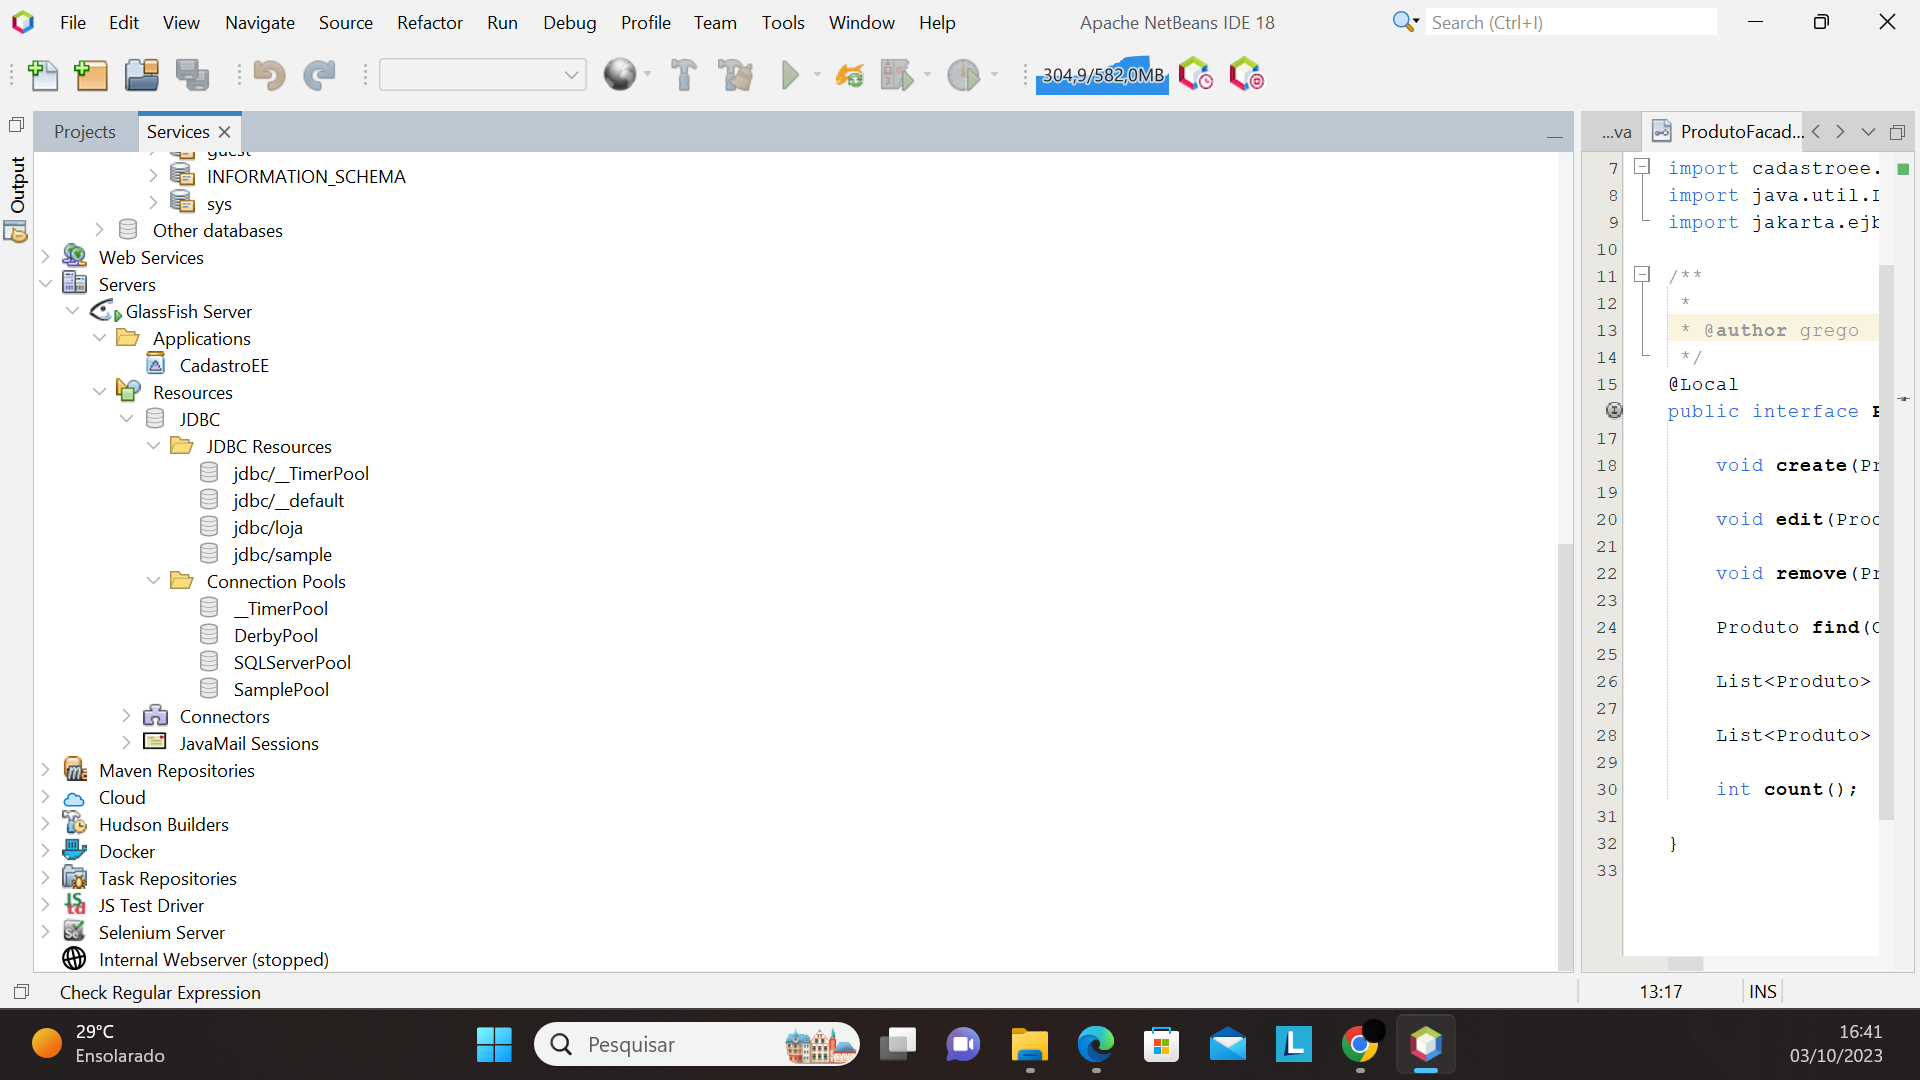 File Edit View Navigate Source Refactor Run Debug Profile Team Tools Window Help
Apache NetBeans IDE 18
Search (Ctrl+I)
304,9/582,0MB
Output
Projects
Services
guest
INFORMATION_SCHEMA
sys
Other databases
Web Services
Servers
GlassFish Server
Applications
CadastroEE
Resources
JDBC
JDBC Resources
jdbc/__TimerPool
jdbc/__default
jdbc/loja
jdbc/sample
Connection Pools
__TimerPool
DerbyPool
SQLServerPool
SamplePool
Connectors
JavaMail Sessions
Maven Repositories
Cloud
Hudson Builders
Docker
Task Repositories
JS Test Driver
Selenium Server
Internal Webserver (stopped)
...va
ProdutoFacad...
7 import cadastroee.
8 import java.util.
9 import jakarta.ejb
10
11 /**
12 *
13 * @author grego
14 */
15 @Local
public interface
17
18 void create(Pr
19
20 void edit(Proc
21
22 void remove(Pr
23
24 Produto find(
25
26 List<Produto>
27
28 List<Produto>
29
30 int count();
31
32 }
33
Check Regular Expression
13:17
INS
29°C
Ensolarado
Pesquisar
16:41
03/10/2023